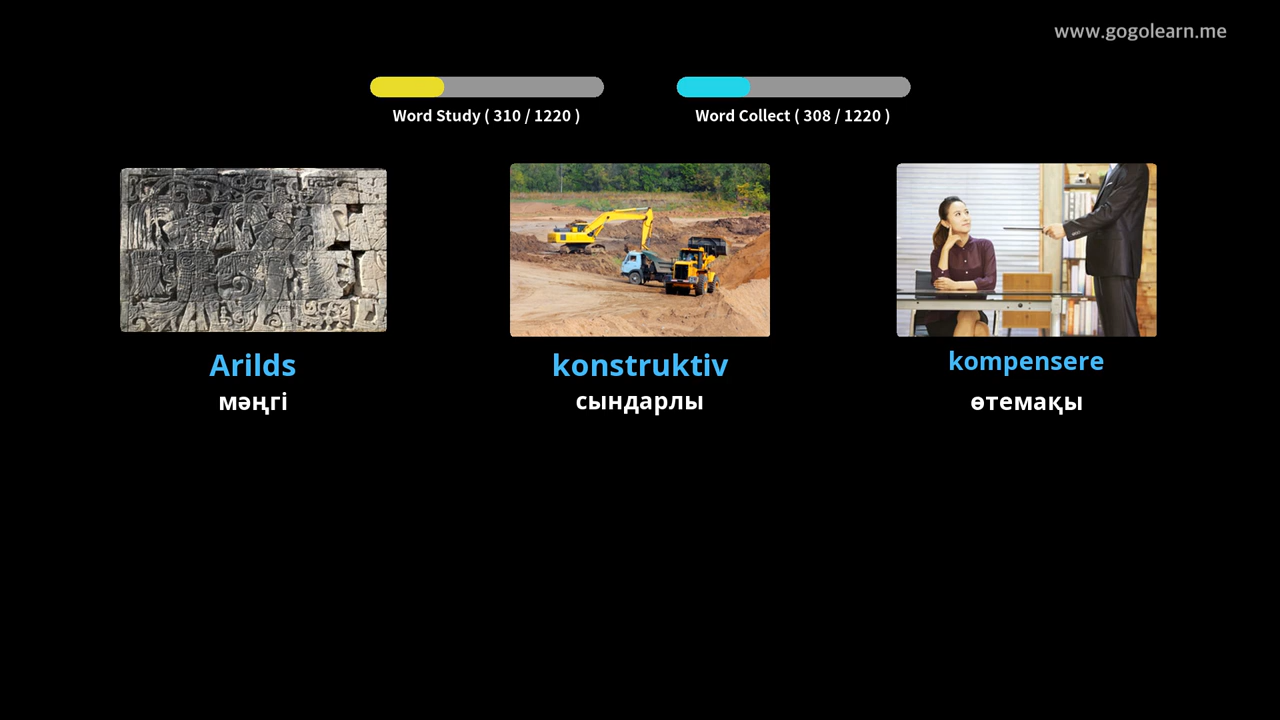 www.gogolearn.me
Word Study ( 310 / 1220 )
Word Collect ( 308 / 1220 )
Arilds
мәңгі
konstruktiv
сындарлы
kompensere
өтемақы